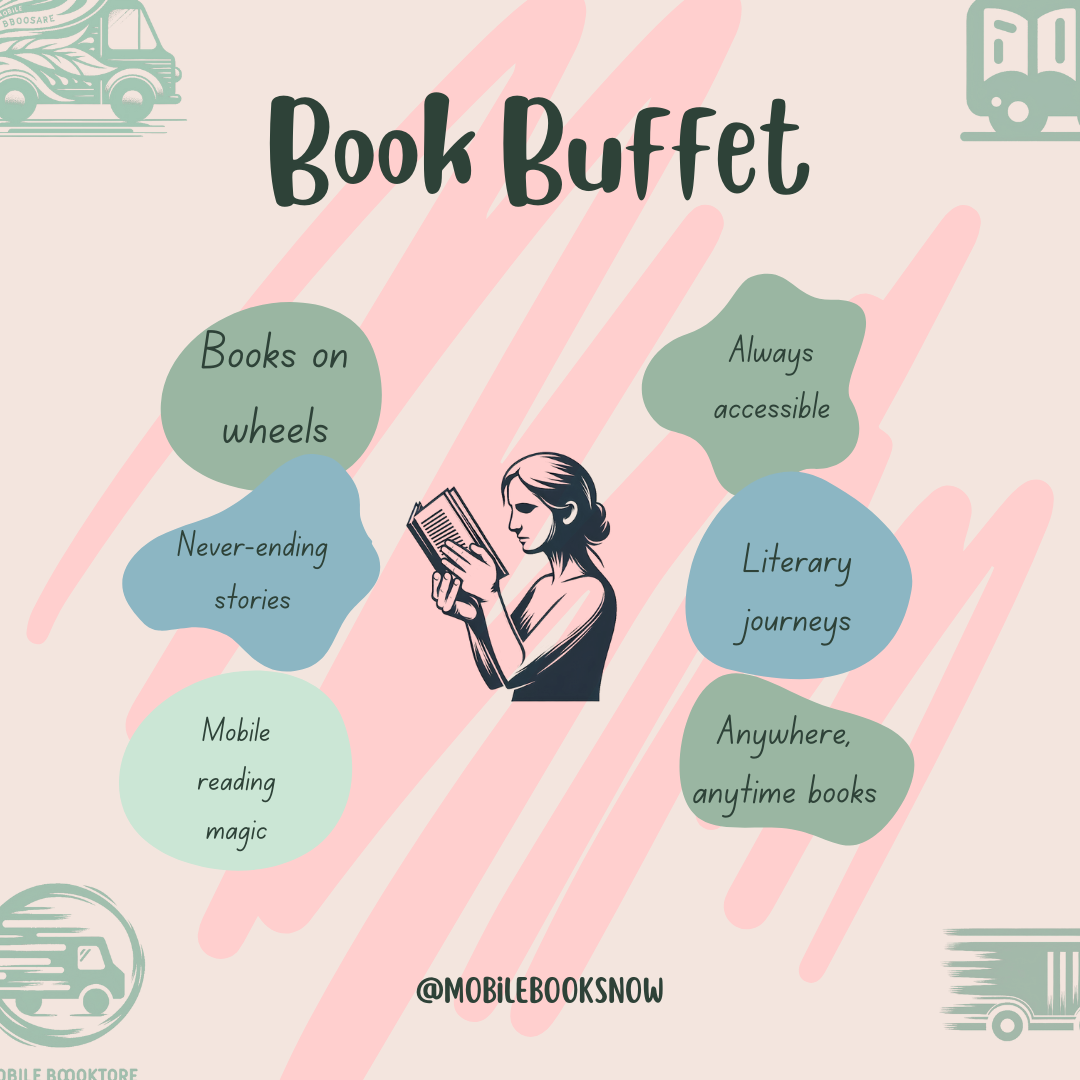 MOBILE
BBOOSARE
Book Buffet
Books on
wheels
Never-ending
stories
Mobile
reading
magic
Always
accessible
Literary
journeys
Anywhere,
anytime books
@MOBILEBOOKSNOW
OBILE BOOOKTORE